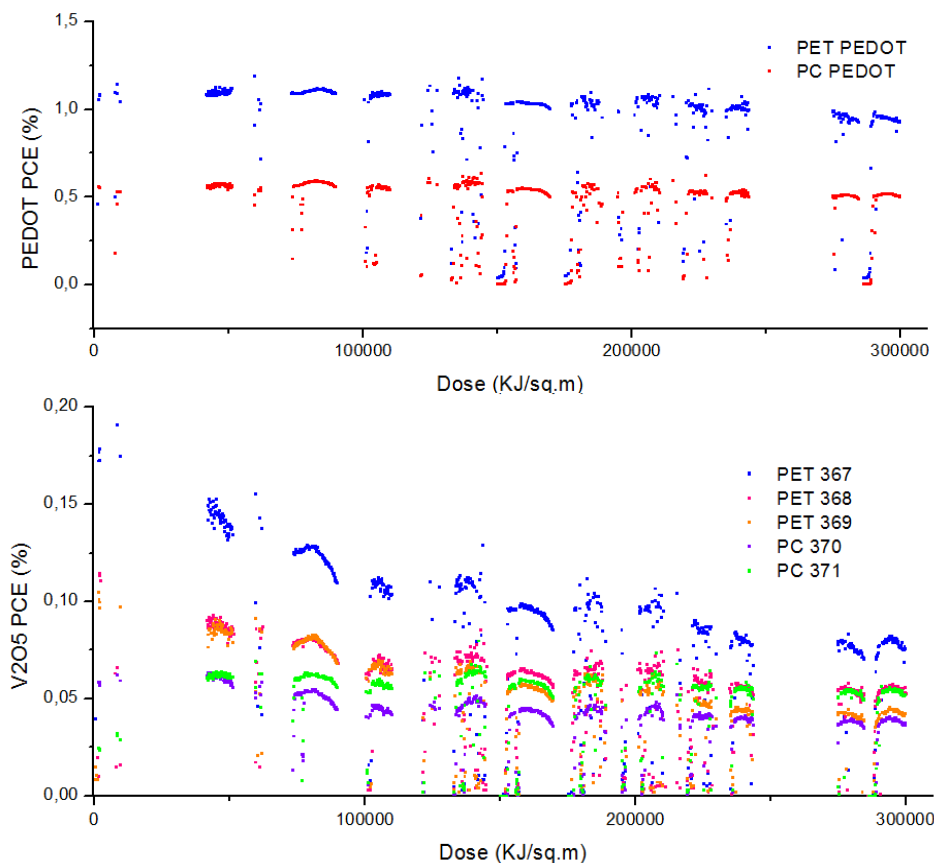 1,5
1,0
0,5
0,0
PEDOT PCE (%)
PET PEDOT
PC PEDOT
0 100000 200000 300000
Dose (KJ/sq.m)
0,20
0,15
0,10
0,05
0,00
V2O5 PCE (%)
PET 367
PET 368
PET 369
PC 370
PC 371
0 100000 200000 300000
Dose (KJ/sq.m)